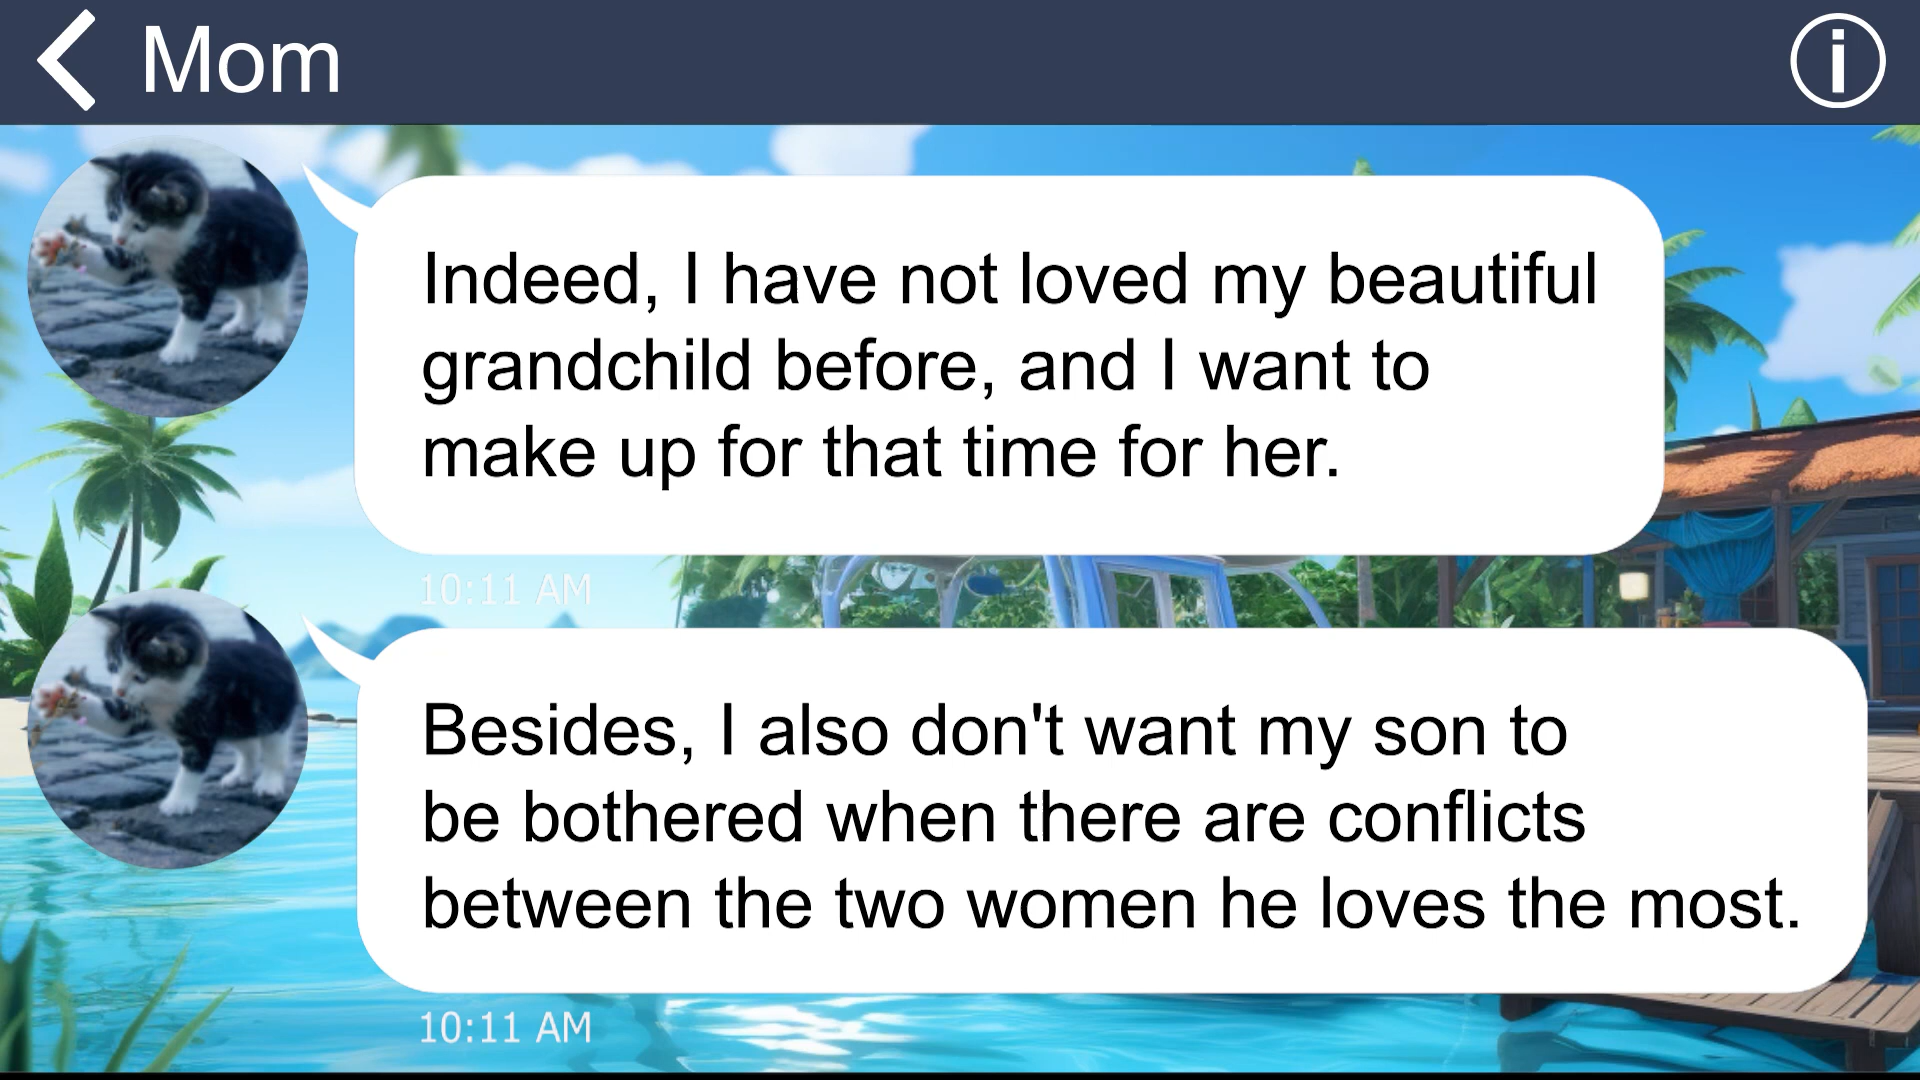 Mom
Indeed, I have not loved my beautiful
grandchild before, and I want to
make up for that time for her.
10:11 AM
Besides, I also don't want my son to
be bothered when there are conflicts
between the two women he loves the most.
10:11 AM